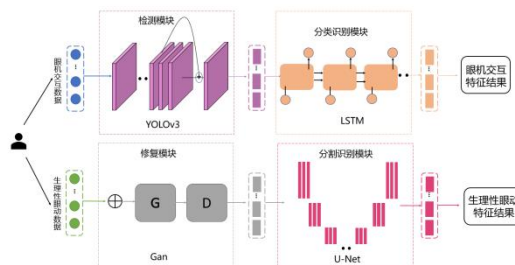 检测模块
分类识别模块
眼机交互数据
YOLOv3
LSTM
眼机交互
特征结果
修复模块
分割识别模块
生理性眼动数据
G
D
Gan
U-Net
生理性眼动
特征结果